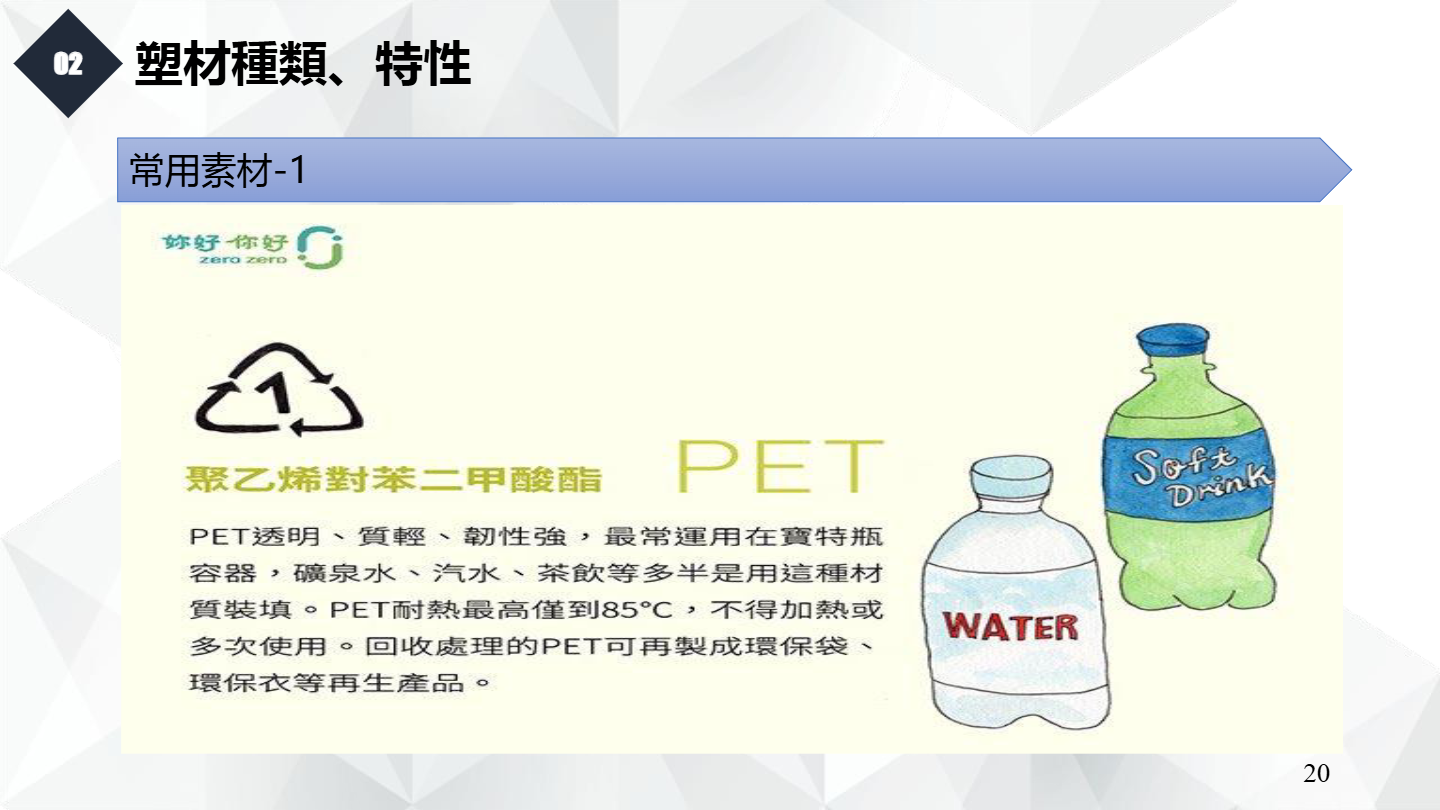 02
塑材種類、特性
常用素材-1
妳好你好
zero zero
1
聚乙烯對苯二甲酸酯
PET
PET透明、質輕、韌性強，最常運用在寶特瓶
容器，礦泉水、汽水、茶飲等多半是用這種材
質裝填。PET耐熱最高僅到85°C，不得加熱或
多次使用。回收處理的PET可再製成環保袋、
環保衣等再生產品。
Soft
Drink
WATER
20